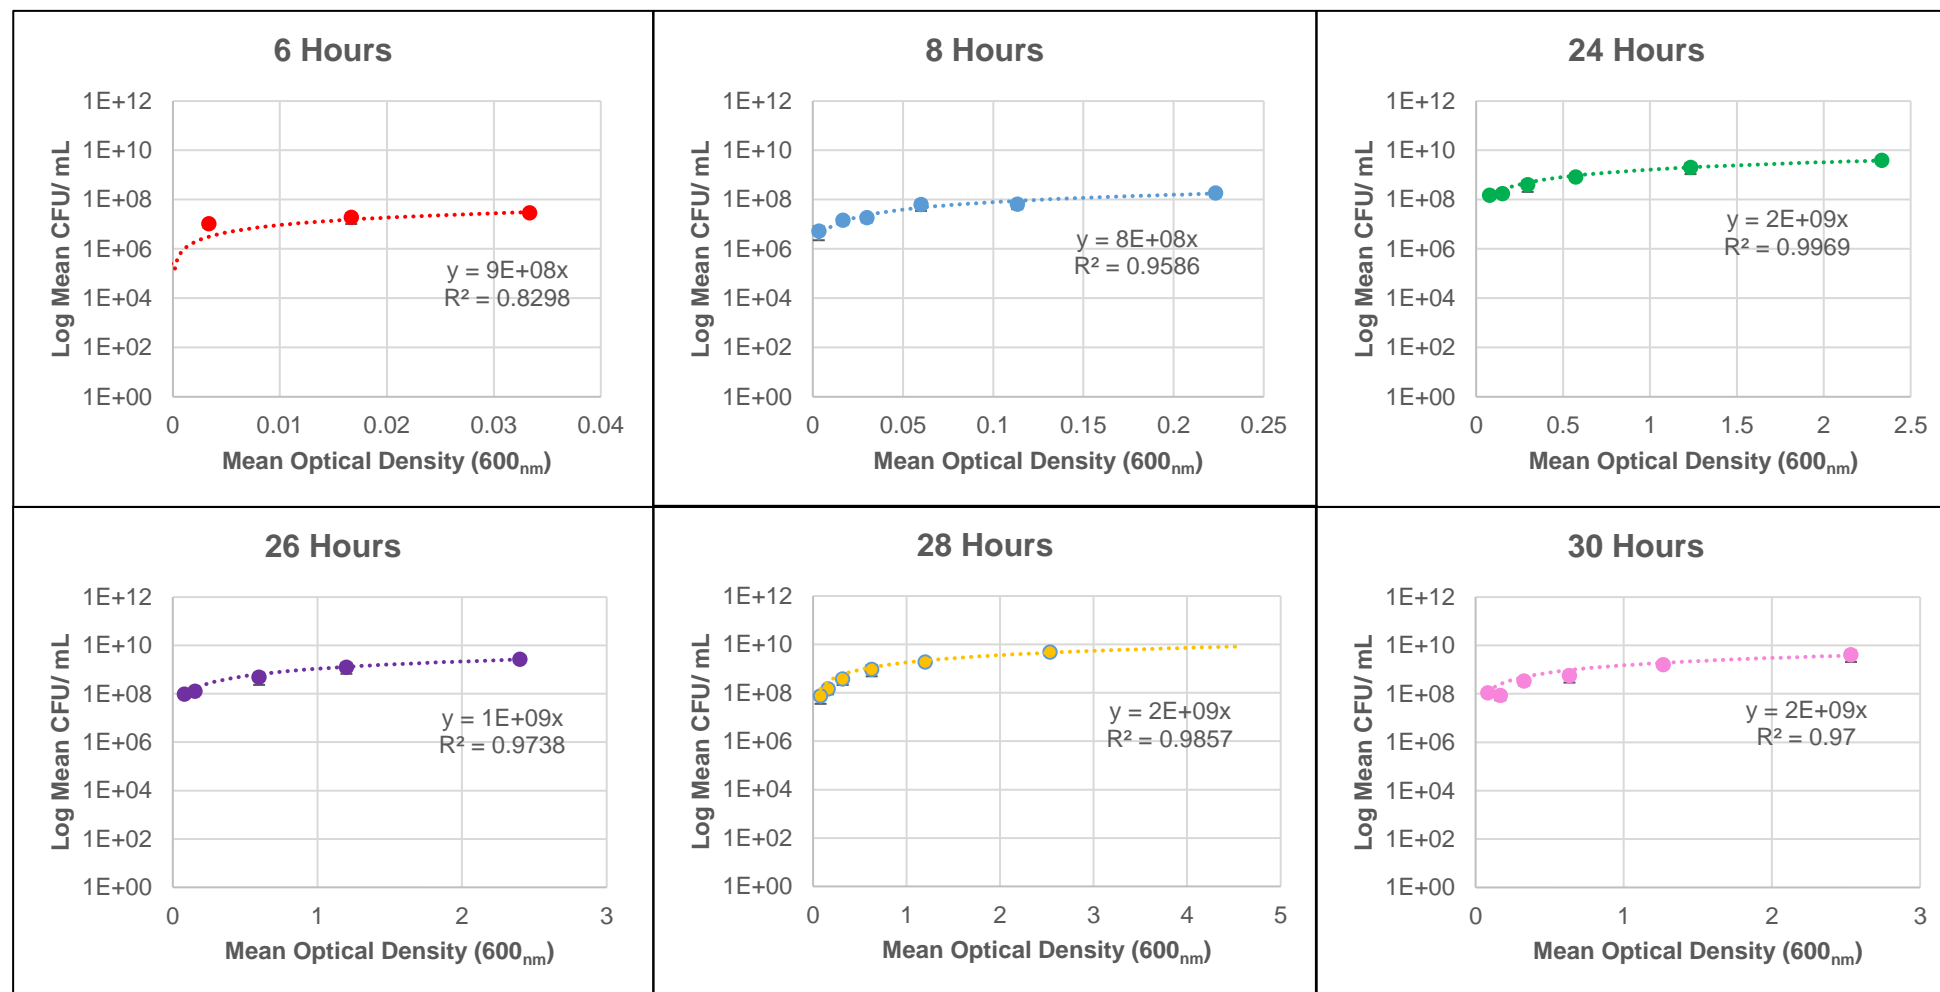 6 Hours
Log Mean CFU/ mL
1E+12
1E+10
1E+08
1E+06
1E+04
1E+02
1E+00
y = 9E+08x
R² = 0.8298
0 0.01 0.02 0.03 0.04
Mean Optical Density (600nm)
8 Hours
Log Mean CFU/ mL
1E+12
1E+10
1E+08
1E+06
1E+04
1E+02
1E+00
y = 8E+08x
R² = 0.9586
0 0.05 0.1 0.15 0.2 0.25
Mean Optical Density (600nm)
24 Hours
Log Mean CFU/ mL
1E+12
1E+10
1E+08
1E+06
1E+04
1E+02
1E+00
y = 2E+09x
R² = 0.9969
0 0.5 1 1.5 2 2.5
Mean Optical Density (600nm)
26 Hours
Log Mean CFU/ mL
1E+12
1E+10
1E+08
1E+06
1E+04
1E+02
1E+00
y = 1E+09x
R² = 0.9738
0 1 2 3
Mean Optical Density (600nm)
28 Hours
Log Mean CFU/ mL
1E+12
1E+10
1E+08
1E+06
1E+04
1E+02
1E+00
y = 2E+09x
R² = 0.9857
0 1 2 3 4 5
Mean Optical Density (600nm)
30 Hours
Log Mean CFU/ mL
1E+12
1E+10
1E+08
1E+06
1E+04
1E+02
1E+00
y = 2E+09x
R² = 0.97
0 1 2 3
Mean Optical Density (600nm)